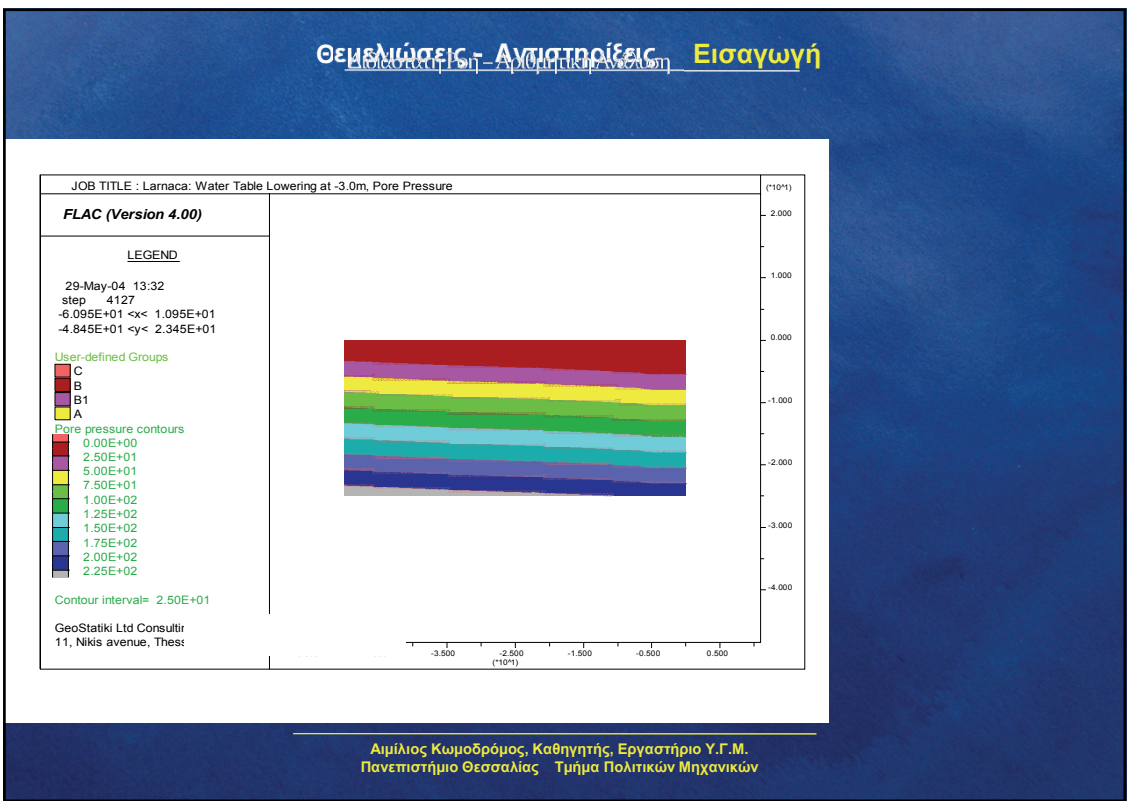 Θεμελιώσεις - Αντιστηρίξεις Εισαγωγή
Διδιάστατη Ροή – Αριθμητική Ανάλυση
JOB TITLE : Larnaca: Water Table Lowering at -3.0m, Pore Pressure
(*10^1)
FLAC (Version 4.00)
LEGEND
29-May-04 13:32
step 4127
-6.095E+01 <x< 1.095E+01
-4.845E+01 <y< 2.345E+01
User-defined Groups
C
B
B1
A
Pore pressure contours
0.00E+00
2.50E+01
5.00E+01
7.50E+01
1.00E+02
1.25E+02
1.50E+02
1.75E+02
2.00E+02
2.25E+02
Contour interval= 2.50E+01
GeoStatiki Ltd
11, Nikis avenue,
2.000
1.000
0.000
-1.000
-2.000
-3.000
-4.000
-3.500 -2.500 -1.500 -0.500 0.500
(*10^1)
Αιμίλιος Κωμοδρόμος, Καθηγητής, Εργαστήριο Υ.Γ.Μ.
Πανεπιστήμιο Θεσσαλίας Τμήμα Πολιτικών Μηχανικών